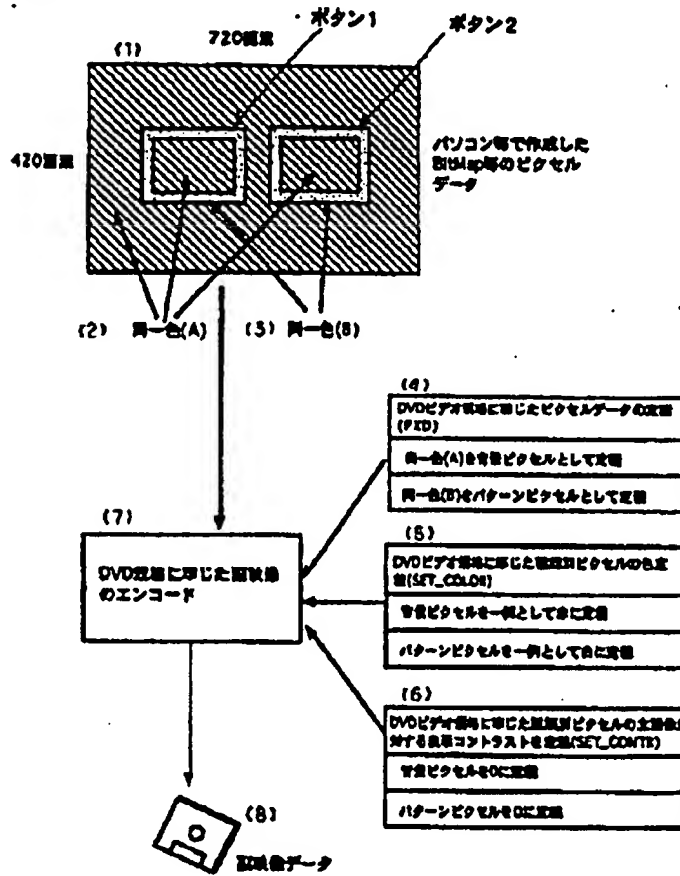 ボタン1
ボタン2
(1)
720画素
420画素
パソコン等で作成した
BitMap等のピクセル
データ
(2) 同一色(A)
(3) 同一色(B)
(4)
DVDビデオ規格に準じたピクセルデータの定義
(PXD)
同一色(A)を背景ピクセルとして定義
同一色(B)をパターンピクセルとして定義
(5)
DVDビデオ規格に準じた種類別ピクセルの色定
義(SET_COLOR)
背景ピクセルを一例として
に定義
パターンピクセルを一例として白に定義
(6)
DVDビデオ規格に準じた種類別ピクセルの主映像に
対する混合コントラストを定義(SET_CONTR)
背景ピクセルを0に定義
パターンピクセルを0に定義
(7)
DVD規格に準じた副映像
のエンコード
(8)
副映像データ